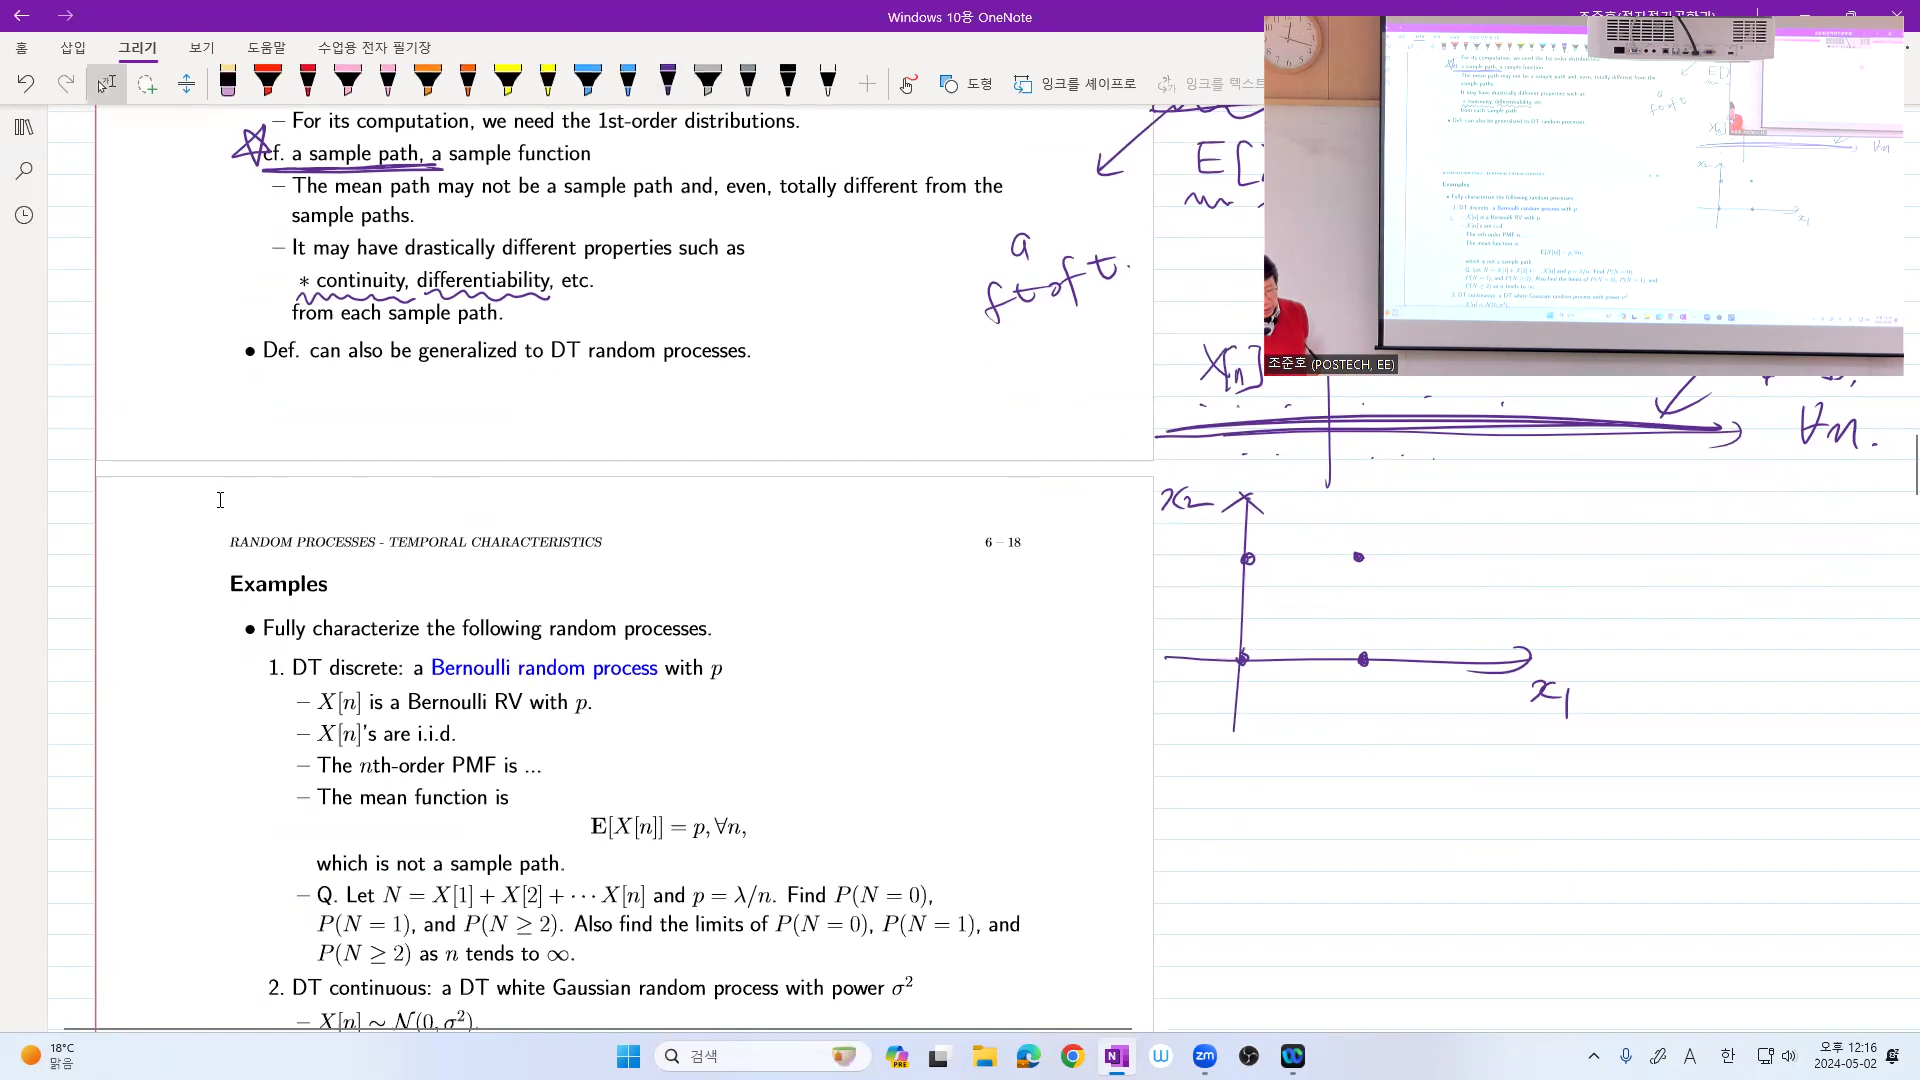 Windows 10용 OneNote
홈 삽입 그리기 보기 도움말 수업용 전자 필기장
도형 잉크를 셰이프로 잉크를 텍스트
– For its computation, we need the 1st-order distributions.
cf. a sample path, a sample function
– The mean path may not be a sample path and, even, totally different from the
sample paths.
– It may have drastically different properties such as
∗ continuity, differentiability, etc.
from each sample path.
• Def. can also be generalized to DT random processes.
E[
a
ft of t.
X[n]
∀n.
조준호 (POSTECH, EE)
x2
x1
RANDOM PROCESSES - TEMPORAL CHARACTERISTICS 6 – 18
Examples
• Fully characterize the following random processes.
1. DT discrete: a Bernoulli random process with p
– X[n] is a Bernoulli RV with p.
– X[n]'s are i.i.d.
– The nth-order PMF is ...
– The mean function is
E[X[n]] = p, ∀n,
which is not a sample path.
– Q. Let N = X[1] + X[2] + · · · X[n] and p = λ/n. Find P(N = 0),
P(N = 1), and P(N ≥ 2). Also find the limits of P(N = 0), P(N = 1), and
P(N ≥ 2) as n tends to ∞.
2. DT continuous: a DT white Gaussian random process with power σ²
– X[n] ∼ N(0, σ²).
18°C
맑음
검색
한
오후 12:16
2024-05-02